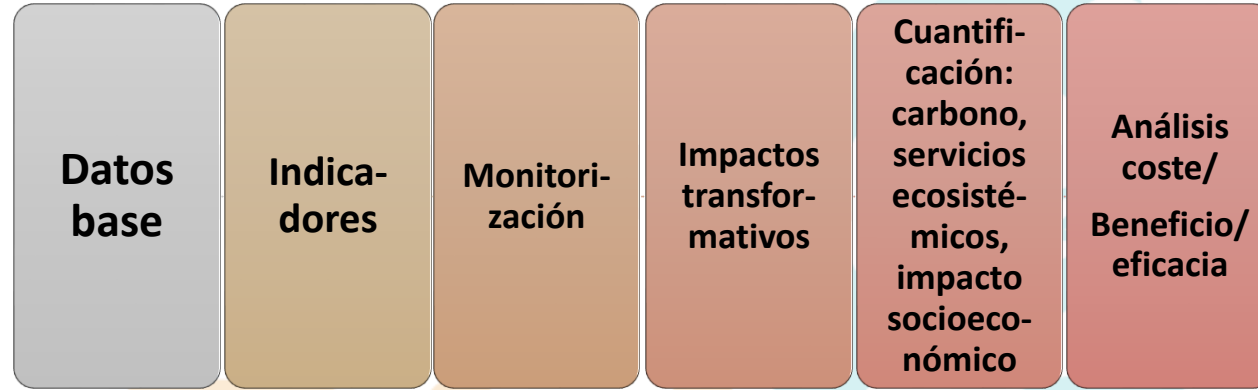 Datos
base
Indica-
dores
Monitori-
zación
Impactos
transfor-
mativos
Cuantifi-
cación:
carbono,
servicios
ecosisté-
micos,
impacto
socioeco-
nómico
Análisis
coste/
Beneficio/
eficacia